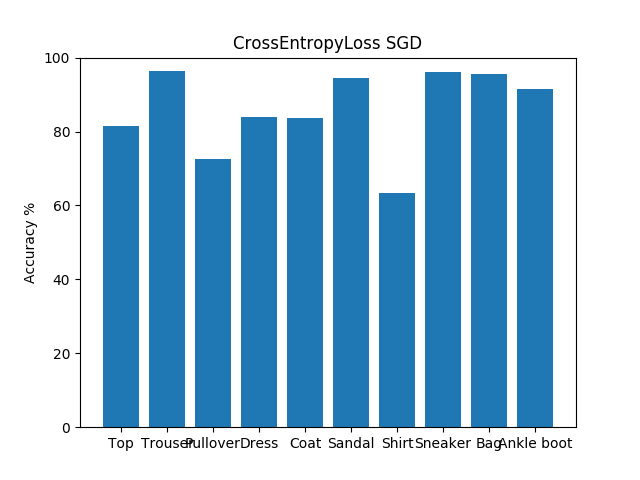 CrossEntropyLoss SGD
100
80
60
40
20
0
Accuracy %
Top Trouser Pullover Dress Coat Sandal Shirt Sneaker Bag Ankle boot